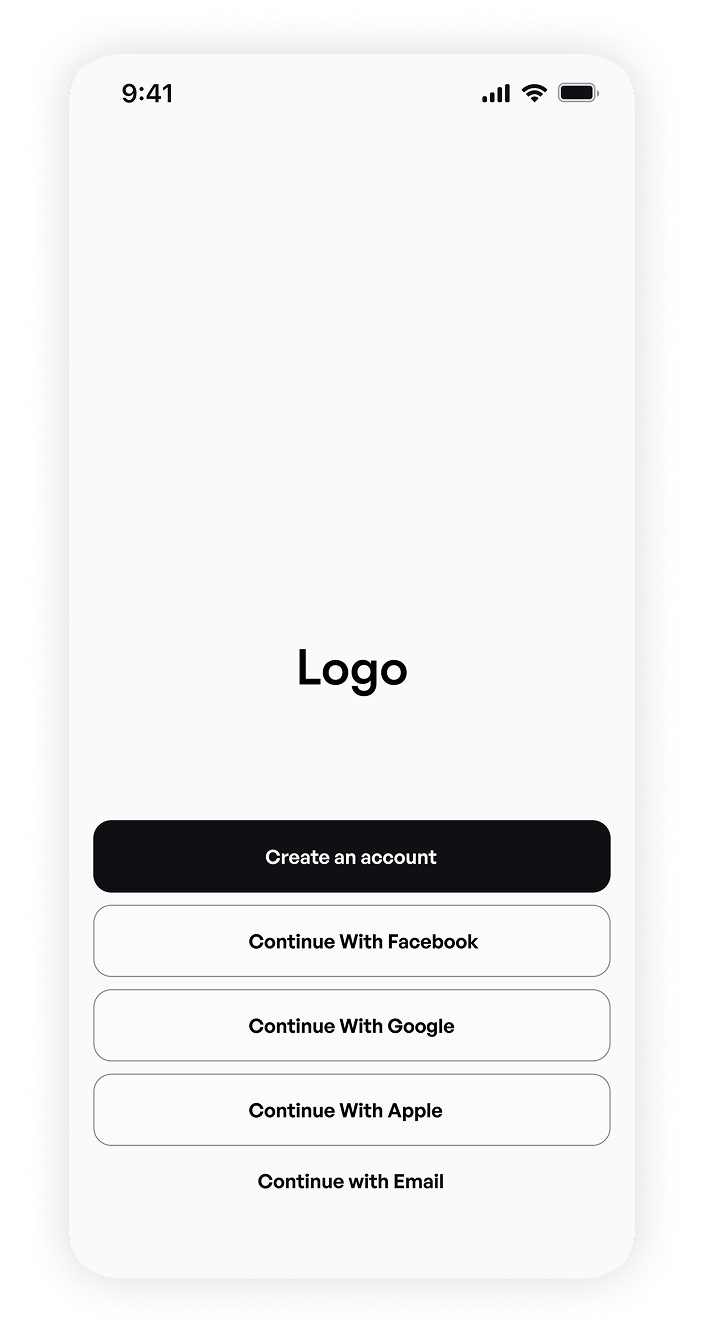 9:41
Logo
Create an account
Continue With Facebook
Continue With Google
Continue With Apple
Continue with Email